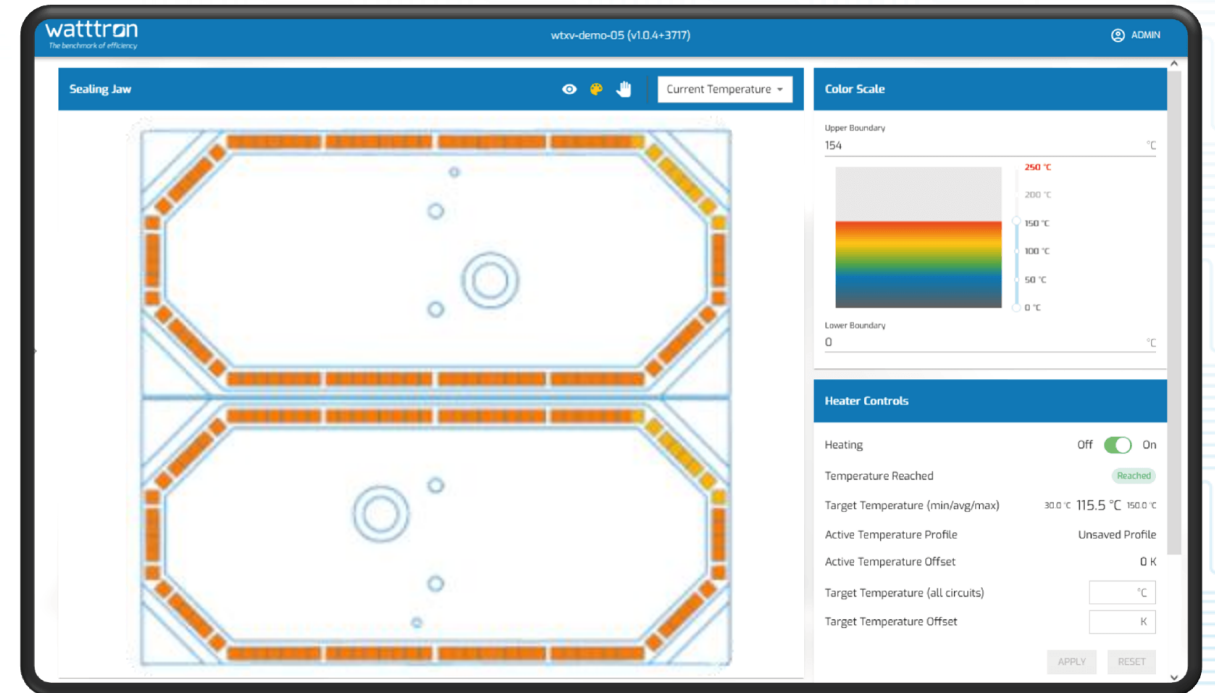 watttron
The benchmark of efficiency
wtxv-demo-05 (v1.0.4+3717)
ADMIN
Sealing Jaw
Current Temperature
Color Scale
Upper Boundary
154 °C
250 °C
200 °C
150 °C
100 °C
50 °C
0 °C
Lower Boundary
0 °C
Heater Controls
Heating Off On
Temperature Reached Reached
Target Temperature (min/avg/max) 30.0 °C 115.5 °C 150.0 °C
Active Temperature Profile Unsaved Profile
Active Temperature Offset 0 K
Target Temperature (all circuits) °C
Target Temperature Offset K
APPLY RESET